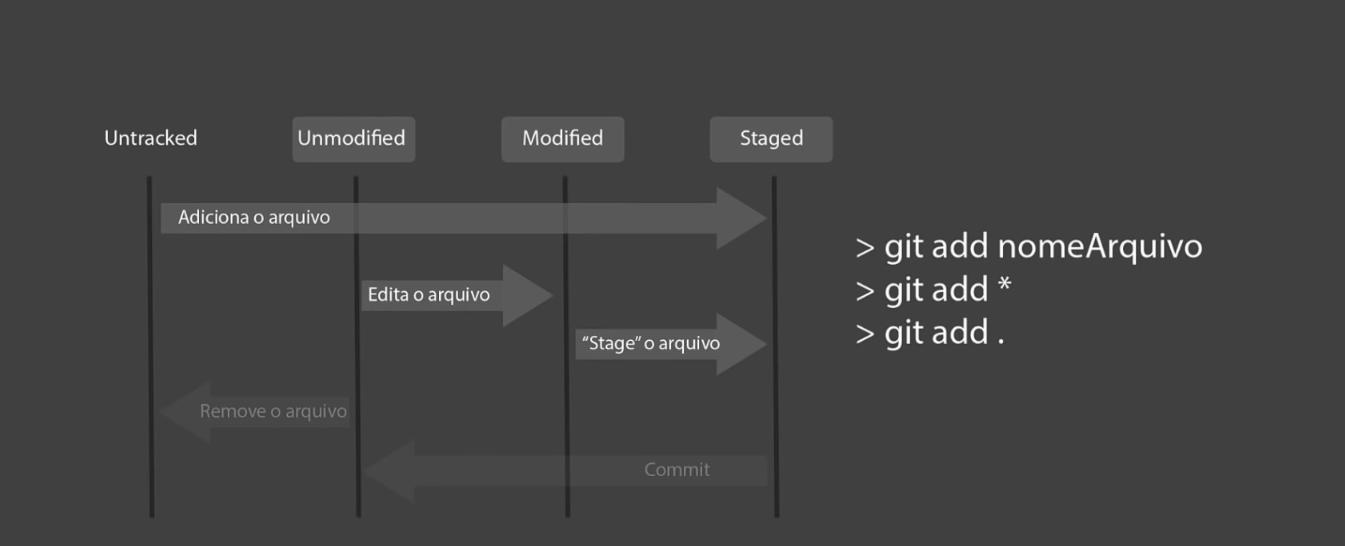 Untracked
Unmodified
Modified
Staged
Adiciona o arquivo
Edita o arquivo
“Stage” o arquivo
Remove o arquivo
Commit
> git add nomeArquivo
> git add *
> git add .